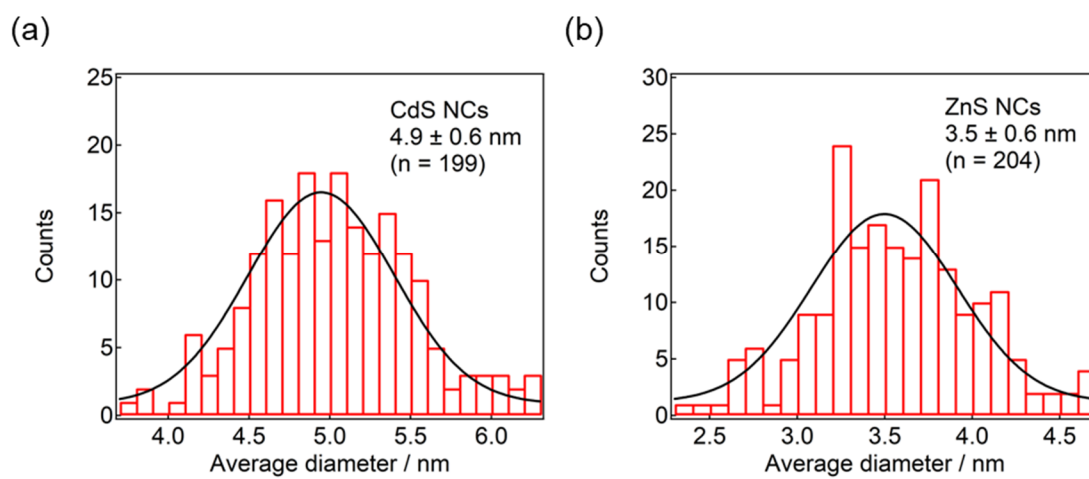 (a)
25
20
15
10
5
0
Counts
CdS NCs
4.9 ± 0.6 nm
(n = 199)
4.0 4.5 5.0 5.5 6.0
Average diameter / nm
(b)
30
25
20
15
10
5
0
Counts
ZnS NCs
3.5 ± 0.6 nm
(n = 204)
2.5 3.0 3.5 4.0 4.5
Average diameter / nm